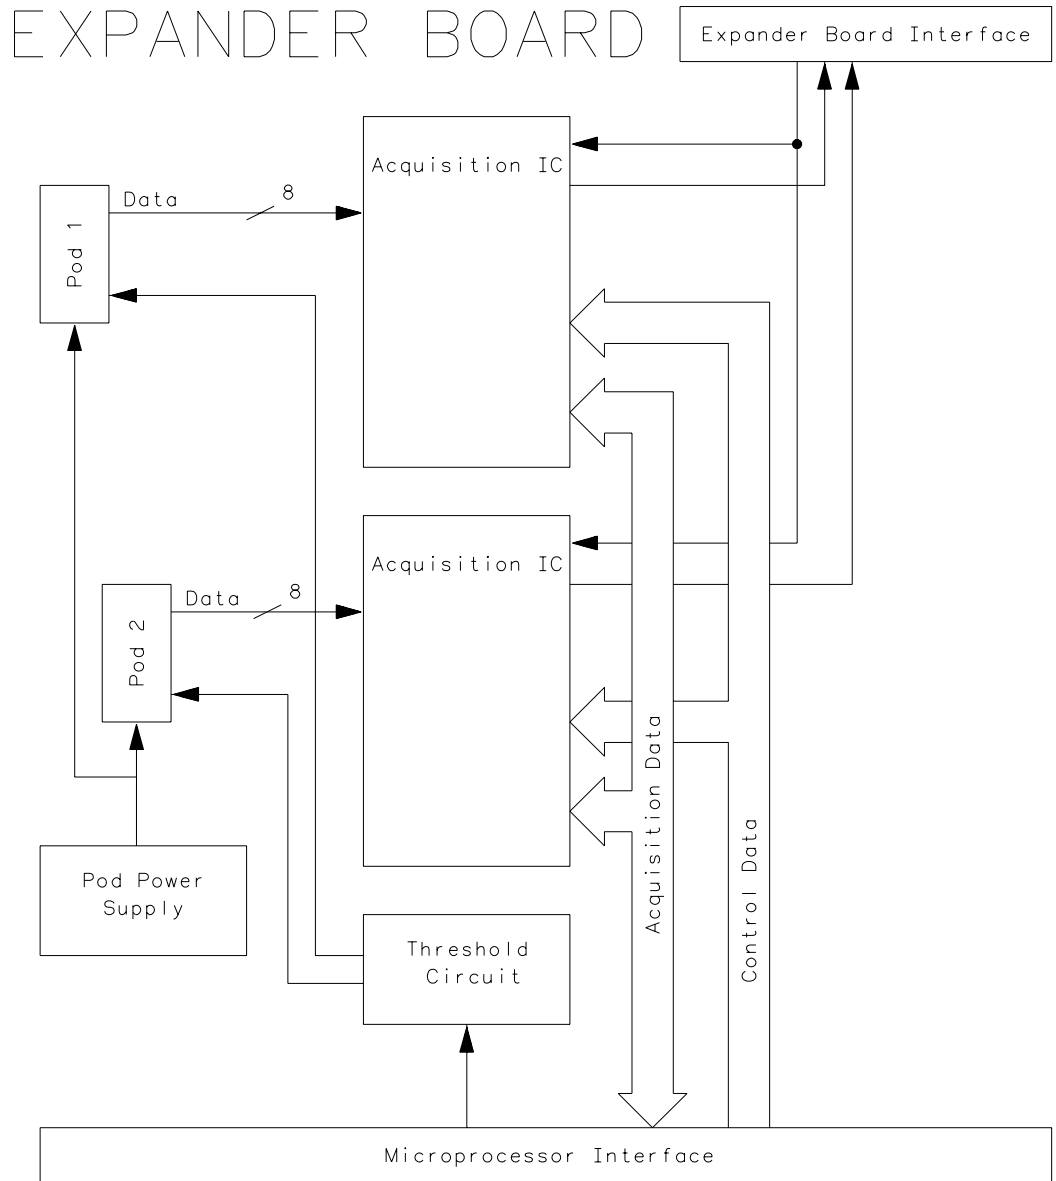 EXPANDER BOARD
Expander Board Interface
Acquisition IC
Data
8
Pod 1
Acquisition IC
Data
8
Pod 2
Acquisition Data
Control Data
Pod Power
Supply
Threshold
Circuit
Microprocessor Interface